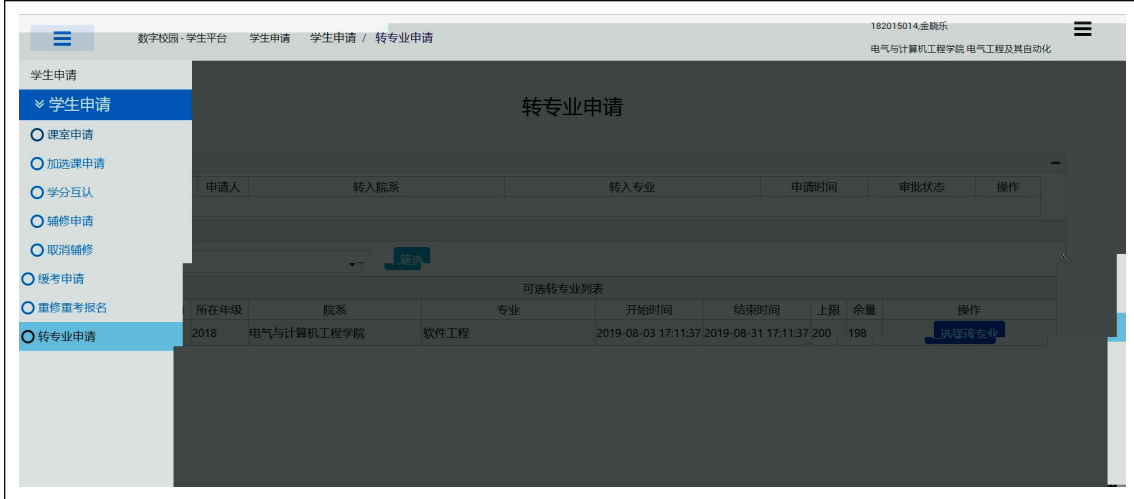 数字校园 - 学生平台 学生申请 学生申请 / 转专业申请
182015014,金晓乐
电气与计算机工程学院 电气工程及其自动化
学生申请
学生申请
课室申请
加选课申请
学分互认
辅修申请
取消辅修
缓考申请
重修重考报名
转专业申请
转专业申请
申请人 转入院系 转入专业 申请时间 审批状态 操作
筛选
可选转专业列表
所在年级 院系 专业 开始时间 结束时间 上限 余量 操作
2018 电气与计算机工程学院 软件工程 2019-08-03 17:11:37 2019-08-31 17:11:37 200 198 选择该专业